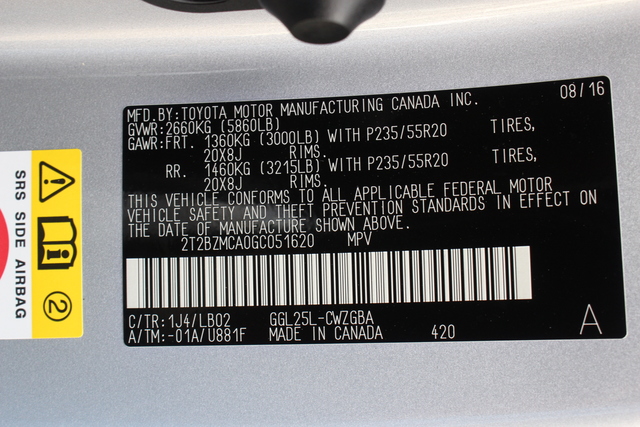 MFD.BY:TOYOTA MOTOR MANUFACTURING CANADA INC. 08/16
GVWR:2660KG (5860LB)
GAWR:FRT. 1360KG (3000LB) WITH P235/55R20 TIRES,
20X8J RIMS.
RR. 1460KG (3215LB) WITH P235/55R20 TIRES,
20X8J RIMS.
THIS VEHICLE CONFORMS TO ALL APPLICABLE FEDERAL MOTOR
VEHICLE SAFETY AND THEFT PREVENTION STANDARDS IN EFFECT ON
THE DATE OF MANUFACTURE SHOWN ABOVE.
2T2BZMCA0GC051620 MPV
C/TR:1J4/LB02 GGL25L-CWZGBA
A/TM:-01A/U881F MADE IN CANADA 420 A
SRS SIDE AIRBAG
2